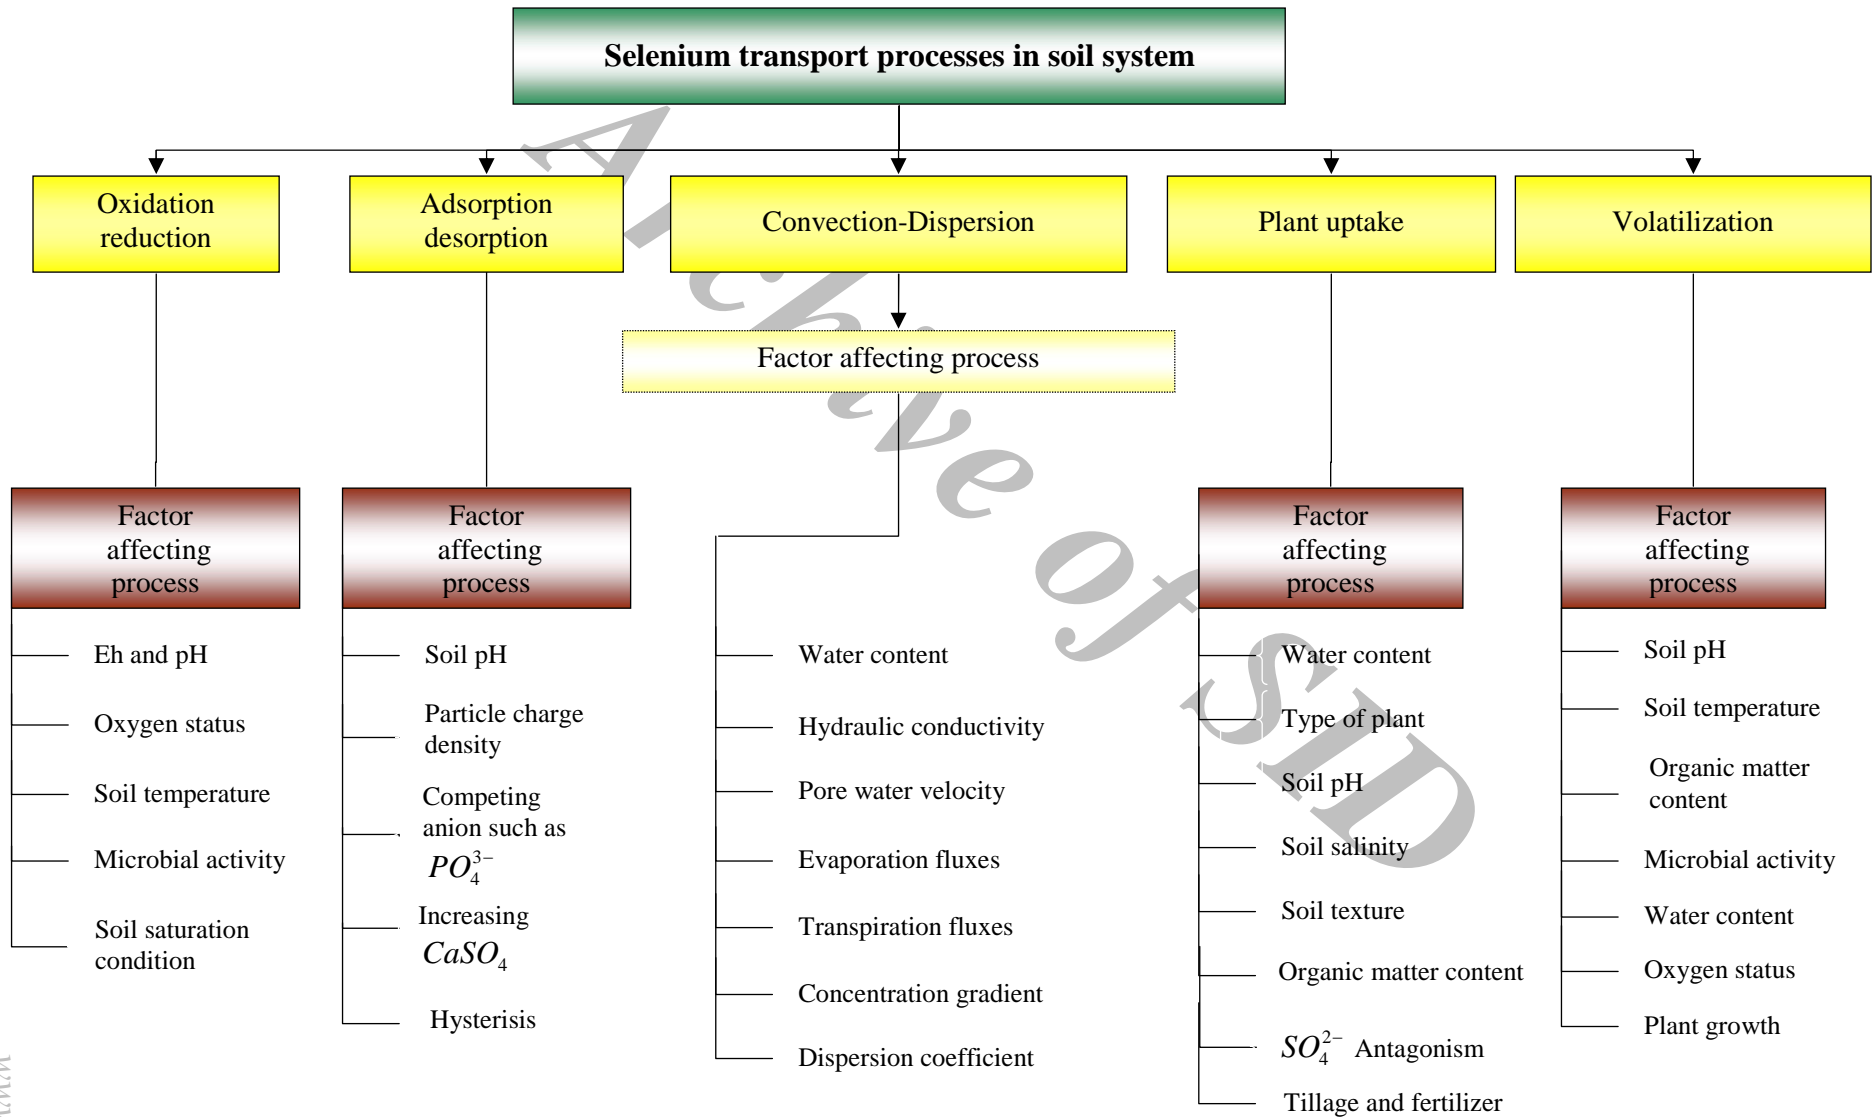 Selenium transport processes in soil system
Oxidation
reduction
Adsorption
desorption
Convection-Dispersion
Plant uptake
Volatilization
Factor affecting process
Factor
affecting
process
Eh and pH
Oxygen status
Soil temperature
Microbial activity
Soil saturation
condition
Factor
affecting
process
Soil pH
Particle charge
density
Competing
anion such as
PO₄³⁻
Increasing
CaSO₄
Hysterisis
Water content
Hydraulic conductivity
Pore water velocity
Evaporation fluxes
Transpiration fluxes
Concentration gradient
Dispersion coefficient
Factor
affecting
process
Water content
Type of plant
Soil pH
Soil salinity
Soil texture
Organic matter content
SO₄²⁻ Antagonism
Tillage and fertilizer
Factor
affecting
process
Soil pH
Soil temperature
Organic matter
content
Microbial activity
Water content
Oxygen status
Plant growth
Archive of SID